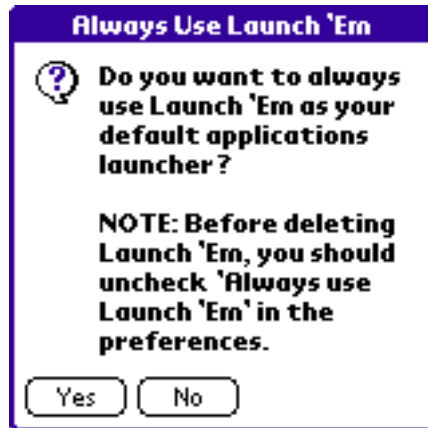 Always Use Launch 'Em
Do you want to always
use Launch 'Em as your
default applications
launcher?
NOTE: Before deleting
Launch 'Em, you should
uncheck 'Always use
Launch 'Em' in the
preferences.
Yes No